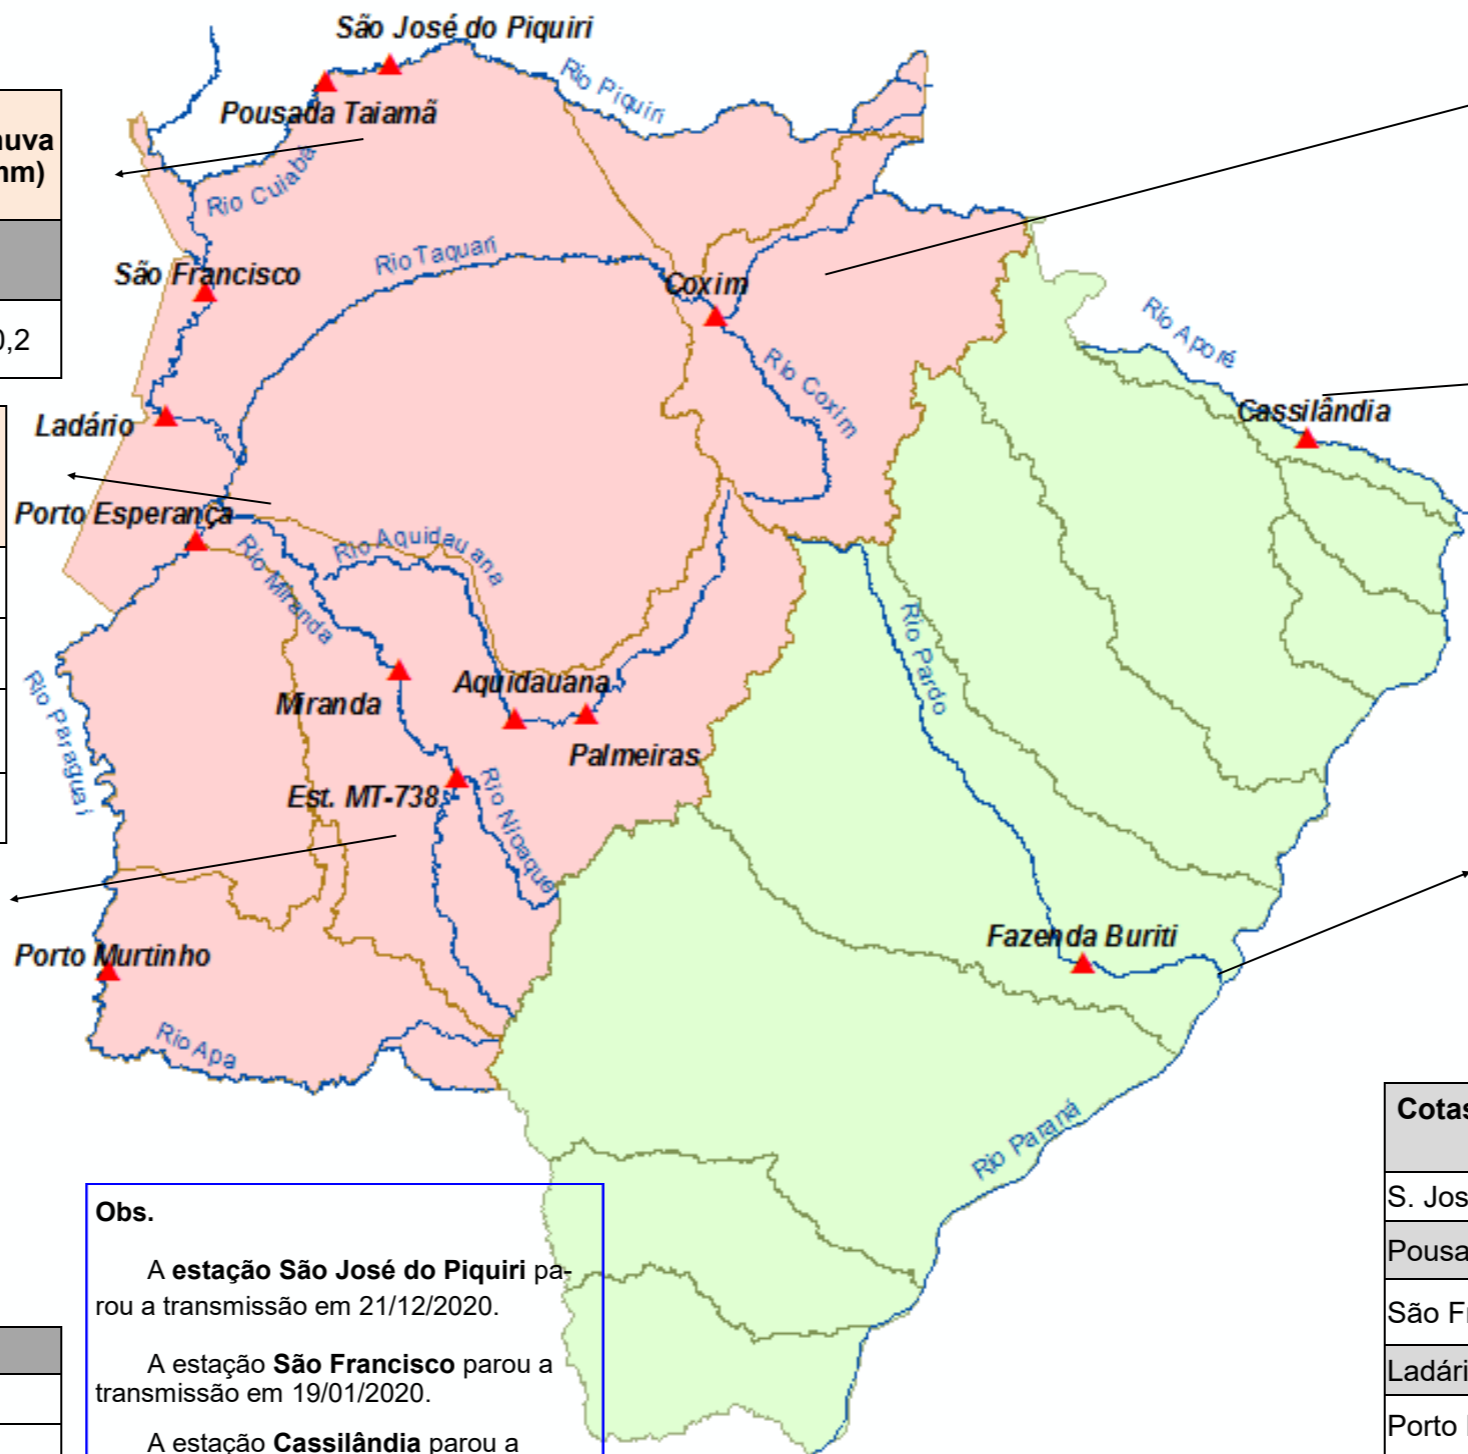 São José do Piquiri
Rio Piquiri
Pousada Taiamã
Rio Cuiabá
São Francisco
Rio Taquari
Coxim
Rio Coxim
Rio Aporé
Cassilândia
Ladário
Porto Esperança
Rio Miranda
Rio Aquidauana
Rio Pardo
Rio Paraguai
Miranda
Aquidauana
Palmeiras
Est. MT-738
Rio Nioaque
Porto Murtinho
Fazenda Buriti
Rio Apa
Rio Paraná
0,2
Obs.
A estação São José do Piquiri pa-
rou a transmissão em 21/12/2020.
A estação São Francisco parou a
transmissão em 19/01/2020.
A estação Cassilândia parou a
Cotas
S. Jos
Pousa
São Fr
Ladári
Porto